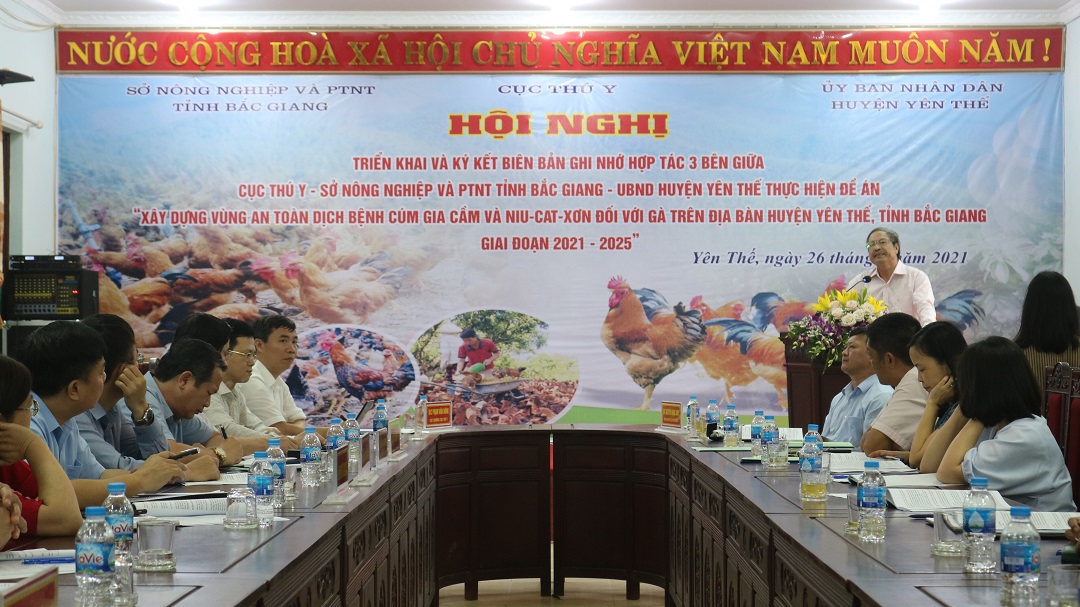 NƯỚC CỘNG HOÀ XÃ HỘI CHỦ NGHĨA VIỆT NAM MUÔN NĂM !
SỞ NÔNG NGHIỆP VÀ PTNT
TỈNH BẮC GIANG
CỤC THÚ Y
ỦY BAN NHÂN DÂN
HUYỆN YÊN THẾ
HỘI NGHỊ
TRIỂN KHAI VÀ KÝ KẾT BIÊN BẢN GHI NHỚ HỢP TÁC 3 BÊN GIỮA
CỤC THÚ Y - SỞ NÔNG NGHIỆP VÀ PTNT TỈNH BẮC GIANG - UBND HUYỆN YÊN THẾ THỰC HIỆN ĐỀ ÁN
"XÂY DỰNG VÙNG AN TOÀN DỊCH BỆNH CÚM GIA CẦM VÀ NIU-CAT-XƠN ĐỐI VỚI GÀ TRÊN ĐỊA BÀN HUYỆN YÊN THẾ, TỈNH BẮC GIANG
GIAI ĐOẠN 2021 - 2025"
Yên Thế, ngày 26 tháng năm 2021
LaVie